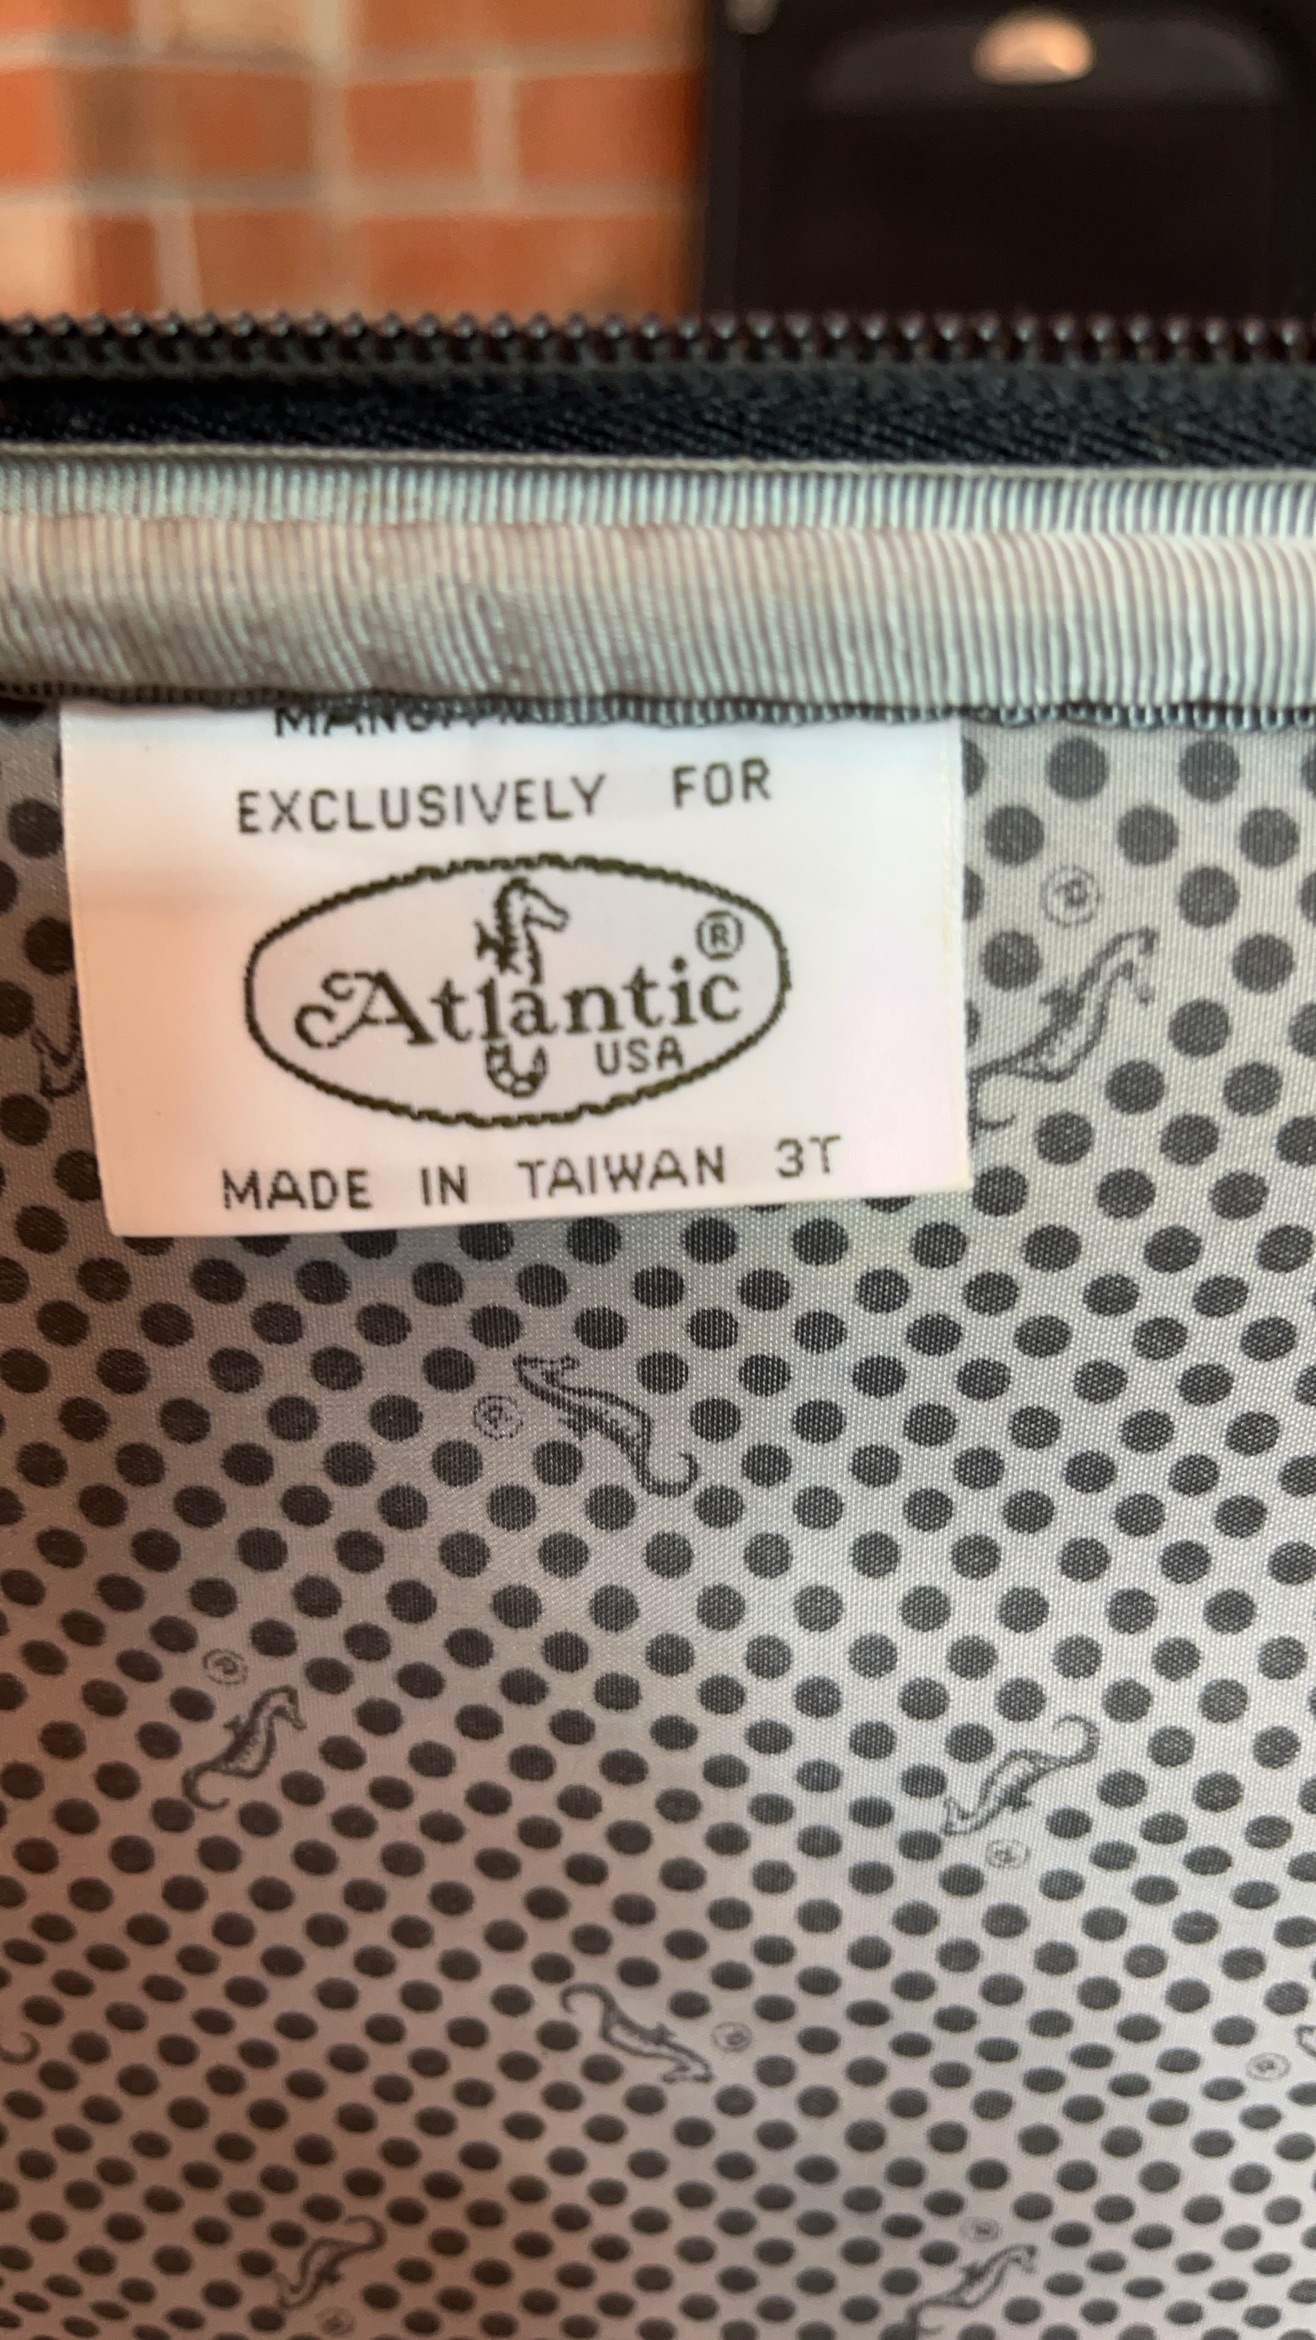 EXCLUSIVELY FOR
Atlantic ®
USA
MADE IN TAIWAN 3T